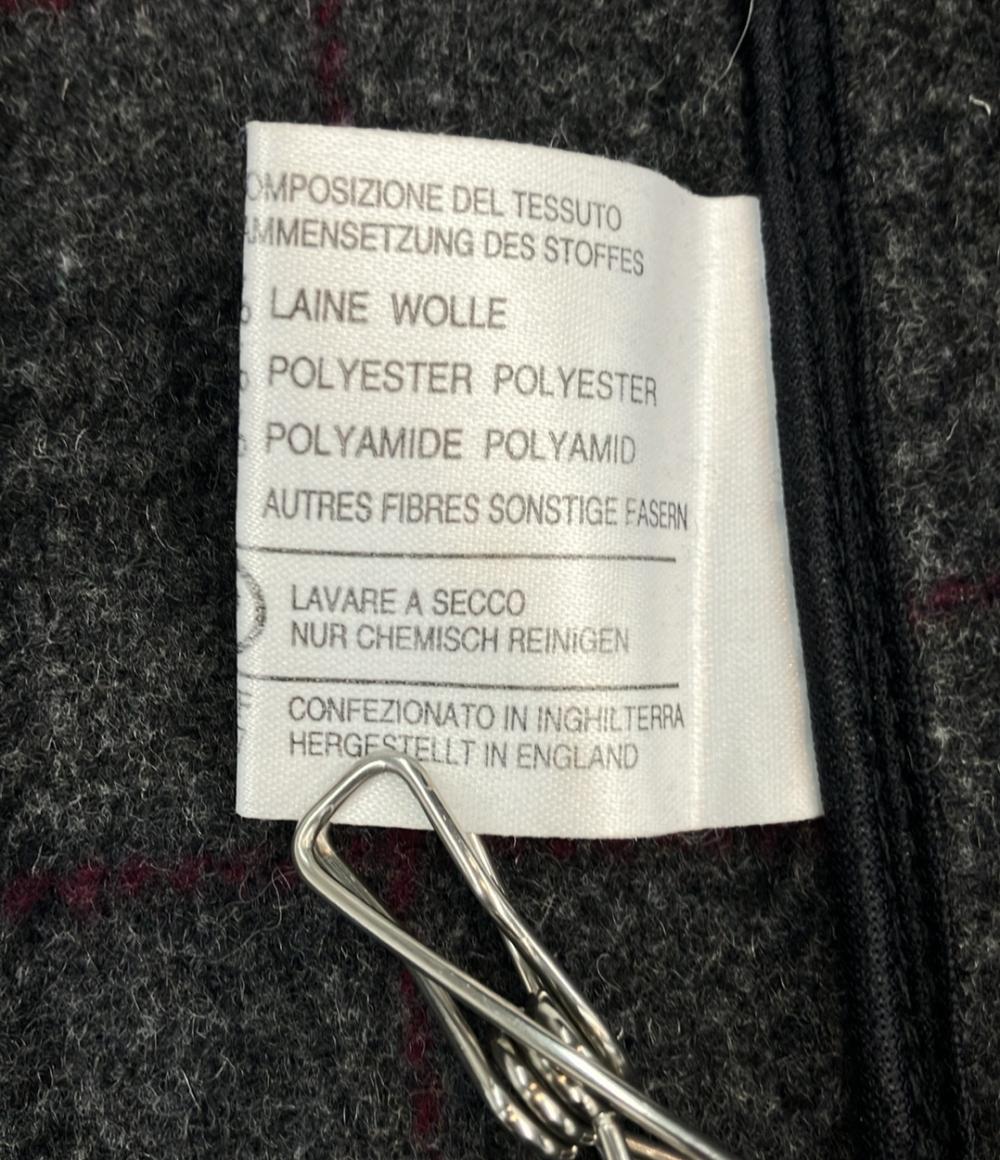 OMPOSIZIONE DEL TESSUTO
MMENSETZUNG DES STOFFES
LAINE WOLLE
POLYESTER POLYESTER
POLYAMIDE POLYAMID
AUTRES FIBRES SONSTIGE FASERN
LAVARE A SECCO
NUR CHEMISCH REINIGEN
CONFEZIONATO IN INGHILTERRA
HERGESTELLT IN ENGLAND